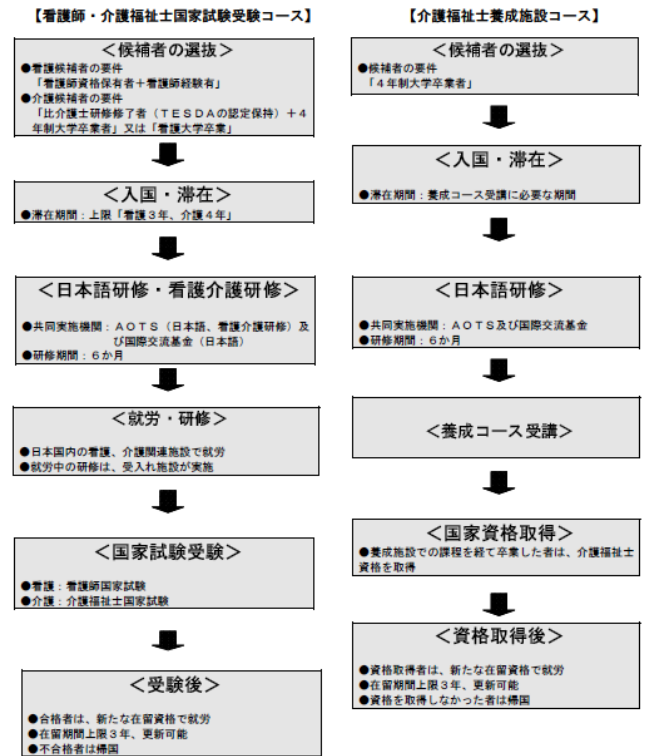 【看護師・介護福祉士国家試験受験コース】
＜候補者の選抜＞
●看護候補者の要件
「看護師資格保有者＋看護師経験有」
●介護候補者の要件
「比介護士研修修了者（ＴＥＳＤＡの認定保持）＋４
年制大学卒業者」又は「看護大学卒業」
＜入国・滞在＞
●滞在期間：上限「看護３年、介護４年」
＜日本語研修・看護介護研修＞
●共同実施機関：ＡＯＴＳ（日本語、看護介護研修）及
び国際交流基金（日本語）
●研修期間：６か月
＜就労・研修＞
●日本国内の看護、介護関連施設で就労
●就労中の研修は、受入れ施設が実施
＜国家試験受験＞
●看護：看護師国家試験
●介護：介護福祉士国家試験
＜受験後＞
●合格者は、新たな在留資格で就労
●在留期間上限３年、更新可能
●不合格者は帰国
【介護福祉士養成施設コース】
＜候補者の選抜＞
●候補者の要件
「４年制大学卒業者」
＜入国・滞在＞
●滞在期間：養成コース受講に必要な期間
＜日本語研修＞
●共同実施機関：ＡＯＴＳ及び国際交流基金
●研修期間：６か月
＜養成コース受講＞
＜国家資格取得＞
●養成施設での課程を経て卒業した者は、介護福祉士
資格を取得
＜資格取得後＞
●資格取得者は、新たな在留資格で就労
●在留期間上限３年、更新可能
●資格を取得しなかった者は帰国